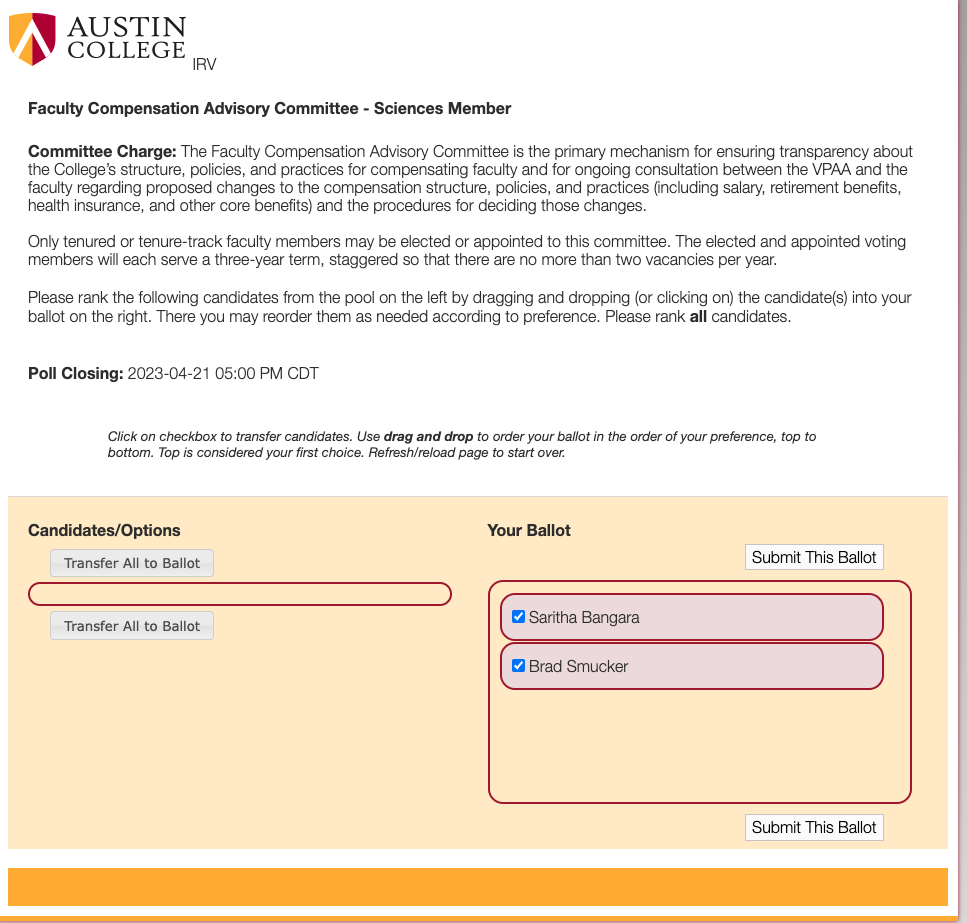 AUSTIN
COLLEGE
IRV
Faculty Compensation Advisory Committee - Sciences Member
Committee Charge: The Faculty Compensation Advisory Committee is the primary mechanism for ensuring transparency about
the College's structure, policies, and practices for compensating faculty and for ongoing consultation between the VPAA and the
faculty regarding proposed changes to the compensation structure, policies, and practices (including salary, retirement benefits,
health insurance, and other core benefits) and the procedures for deciding those changes.
Only tenured or tenure-track faculty members may be elected or appointed to this committee. The elected and appointed voting
members will each serve a three-year term, staggered so that there are no more than two vacancies per year.
Please rank the following candidates from the pool on the left by dragging and dropping (or clicking on) the candidate(s) into your
ballot on the right. There you may reorder them as needed according to preference. Please rank all candidates.
Poll Closing: 2023-04-21 05:00 PM CDT
Click on checkbox to transfer candidates. Use drag and drop to order your ballot in the order of your preference, top to
bottom. Top is considered your first choice. Refresh/reload page to start over.
Candidates/Options
Transfer All to Ballot
Transfer All to Ballot
Your Ballot
Submit This Ballot
Saritha Bangara
Brad Smucker
Submit This Ballot